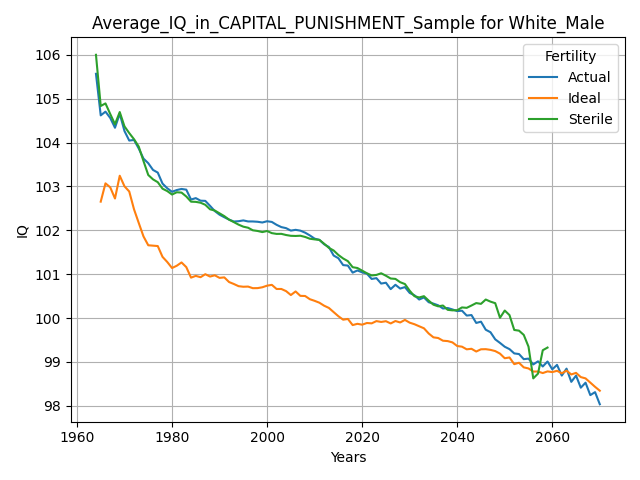 Average_IQ_in_CAPITAL_PUNISHMENT_Sample for White_Male
Fertility
Actual
Ideal
Sterile
IQ
106
105
104
103
102
101
100
99
98
1960
1980
2000
2020
2040
2060
Years